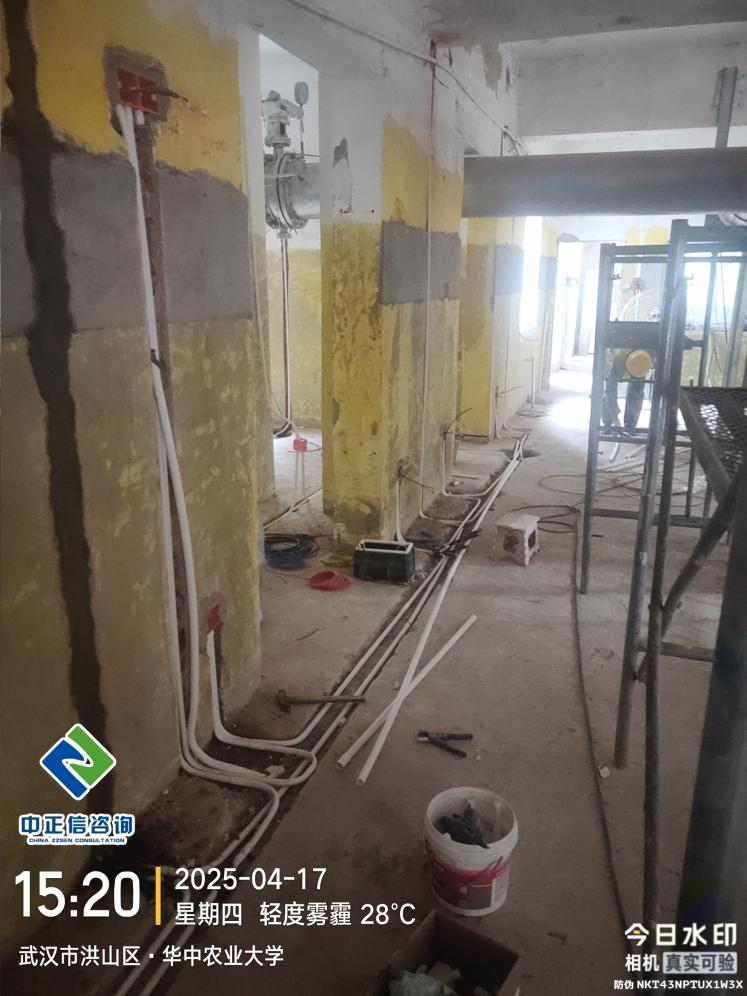 中正信咨询
CHINA ZZSEN CONSULTATION
15:20
2025-04-17
星期四 轻度雾霾 28℃
武汉市洪山区·华中农业大学
今日水印
相机 真实可验
防伪 NKT43NPTUX1W3X